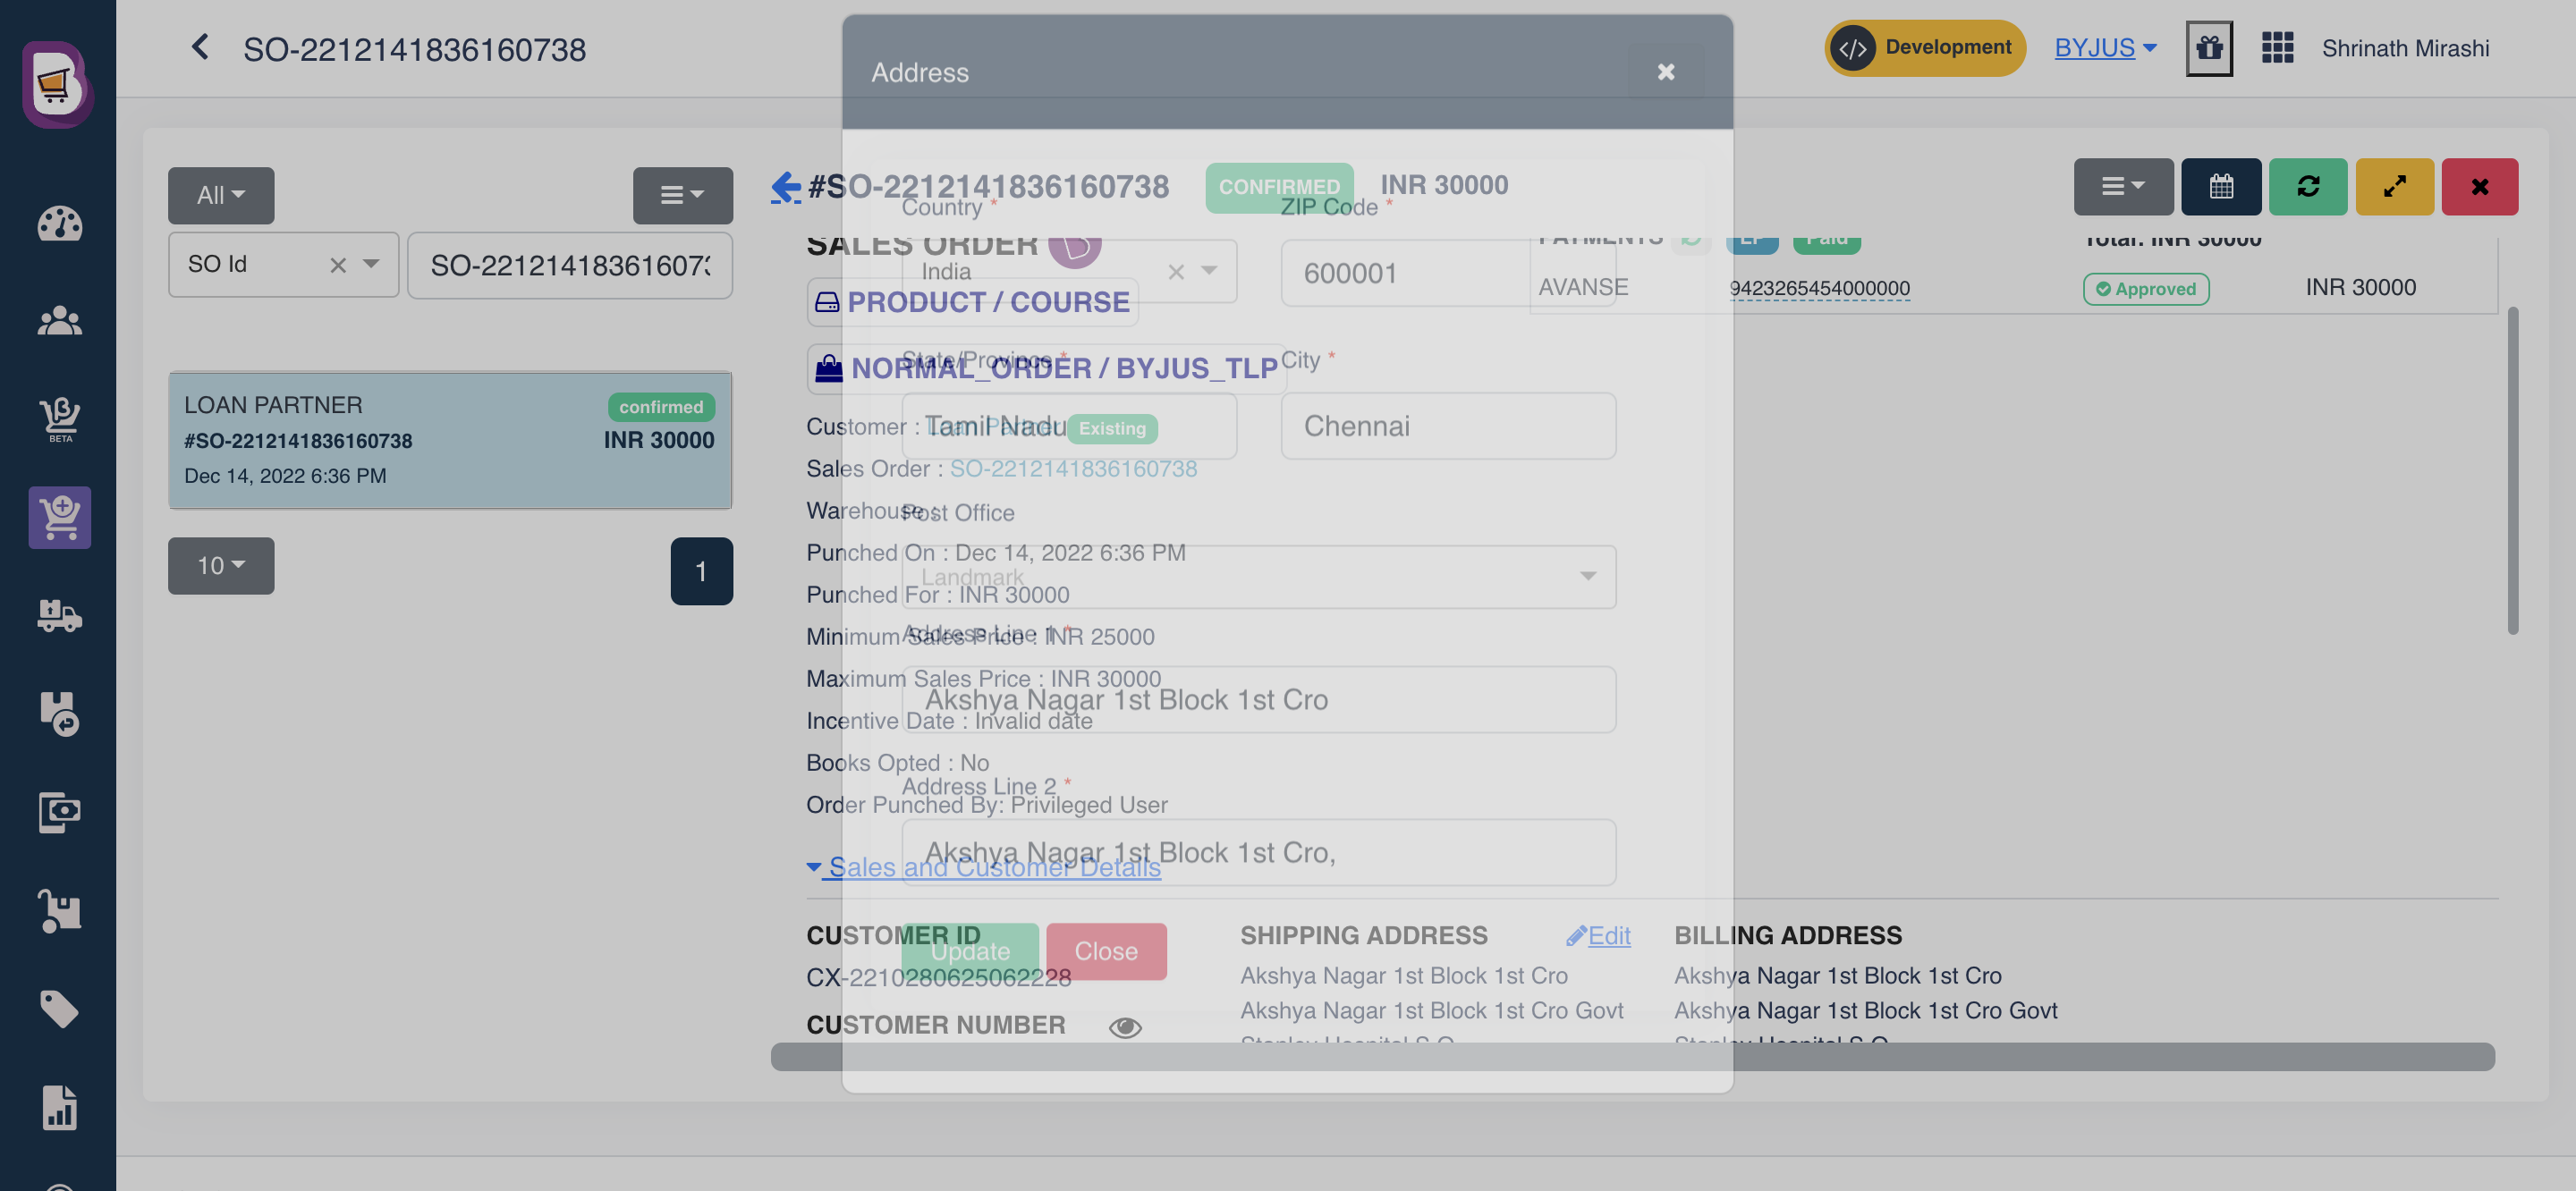 SO-2212141836160738
Development
BYJUS
Shrinath Mirashi
BETA
All
SO Id
SO-221214183616073
LOAN PARTNER
confirmed
#SO-2212141836160738
INR 30000
Dec 14, 2022 6:36 PM
10
1
#SO-2212141836160738
CONFIRMED
INR 30000
SALES ORDER
PRODUCT / COURSE
NORMAL_ORDER / BYJUS_TLP
Customer : Loan Partner
Existing
Sales Order : SO-2212141836160738
Warehouse :
Punched On : Dec 14, 2022 6:36 PM
Punched For : INR 30000
Minimum Sales Price : INR 25000
Maximum Sales Price : INR 30000
Incentive Date : Invalid date
Books Opted : No
Order Punched By: Privileged User
Sales and Customer Details
PAYMENTS
LP
Paid
Total: INR 30000
AVANSE
9423265454000000
Approved
INR 30000
CUSTOMER ID
CX-2210280625062228
CUSTOMER NUMBER
SHIPPING ADDRESS
Edit
Akshya Nagar 1st Block 1st Cro
Akshya Nagar 1st Block 1st Cro Govt
Stanley Hospital S.O
BILLING ADDRESS
Akshya Nagar 1st Block 1st Cro
Akshya Nagar 1st Block 1st Cro Govt
Stanley Hospital S.O
Address
Country *
India
ZIP Code *
600001
State/Province *
Tamil Nadu
City *
Chennai
Post Office
Landmark
Address Line 1 *
Akshya Nagar 1st Block 1st Cro
Address Line 2 *
Akshya Nagar 1st Block 1st Cro,
Update
Close